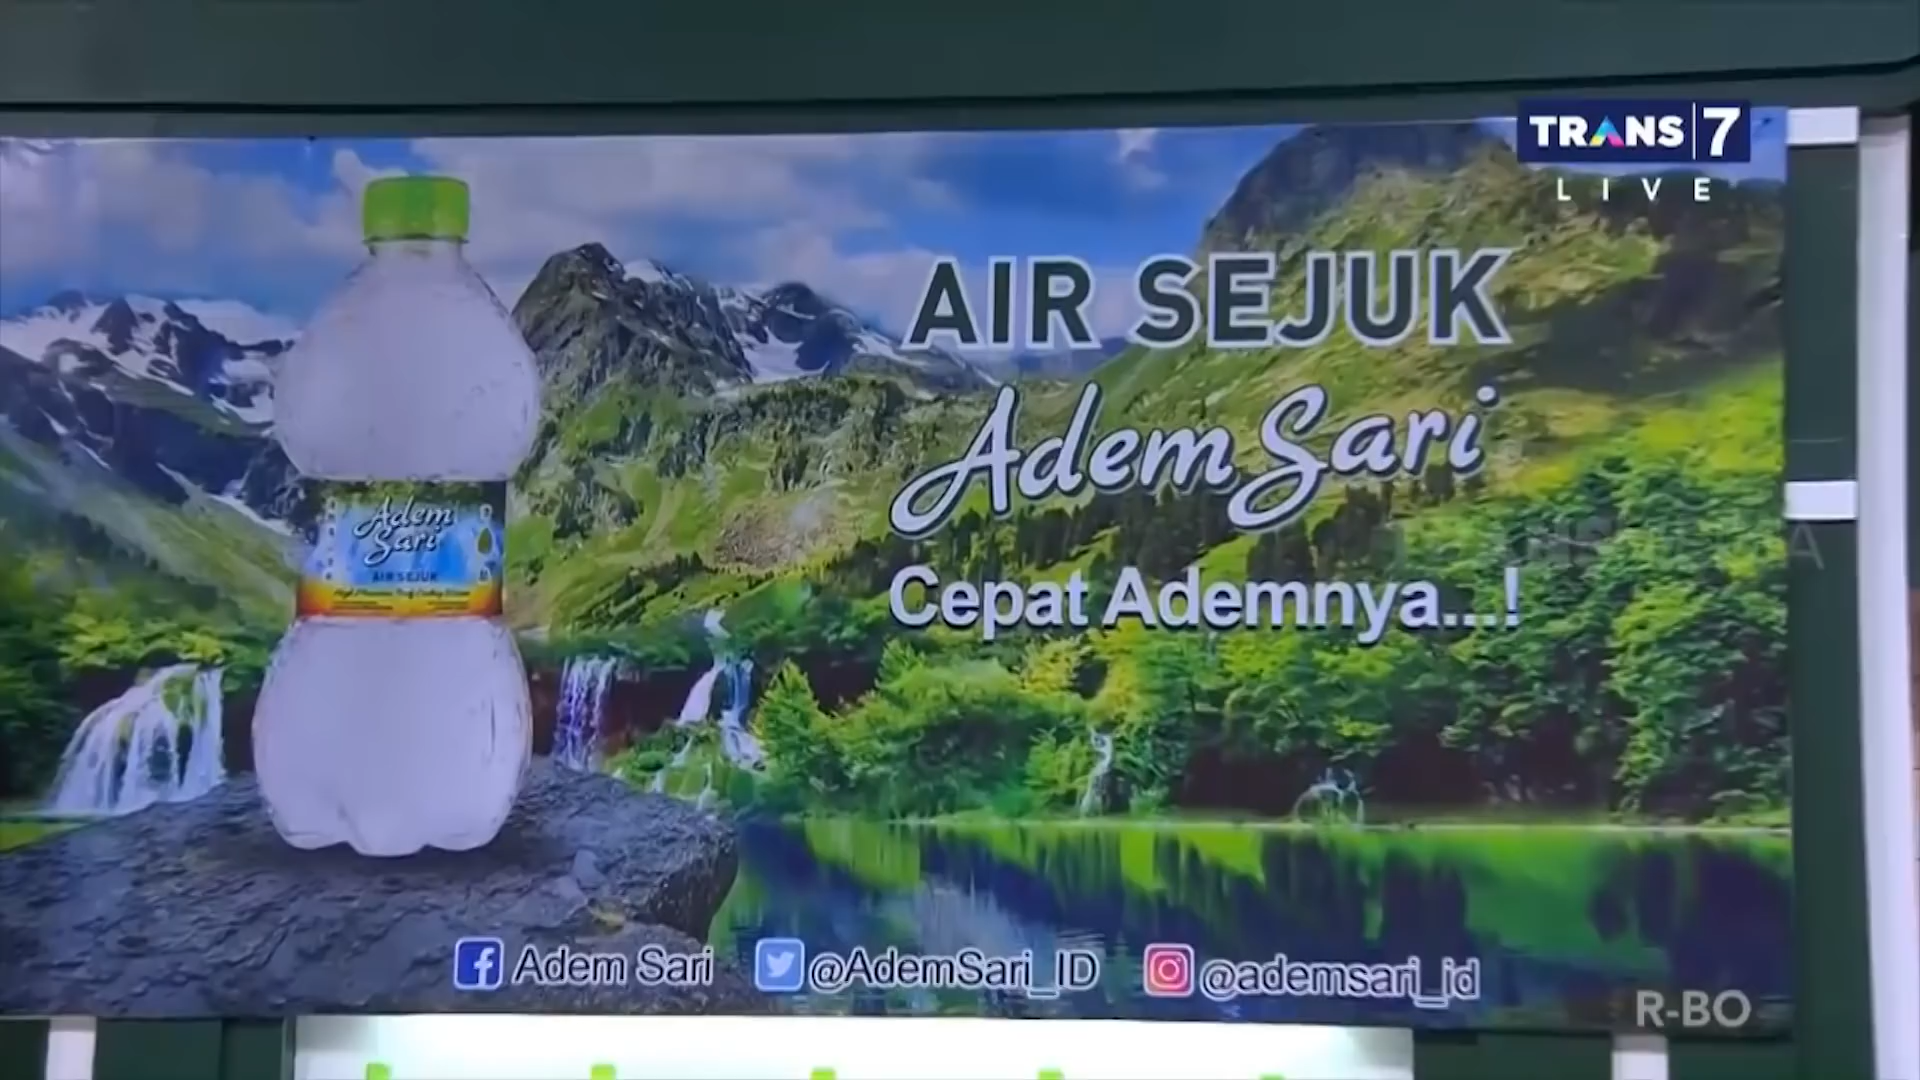 TRANS|7
LIVE
AIR SEJUK
Adem Sari
Cepat Ademnya...!
Adem
Sari
AIR SEJUK
Adem Sari @AdemSari_ID @ademsari_id
R-BO